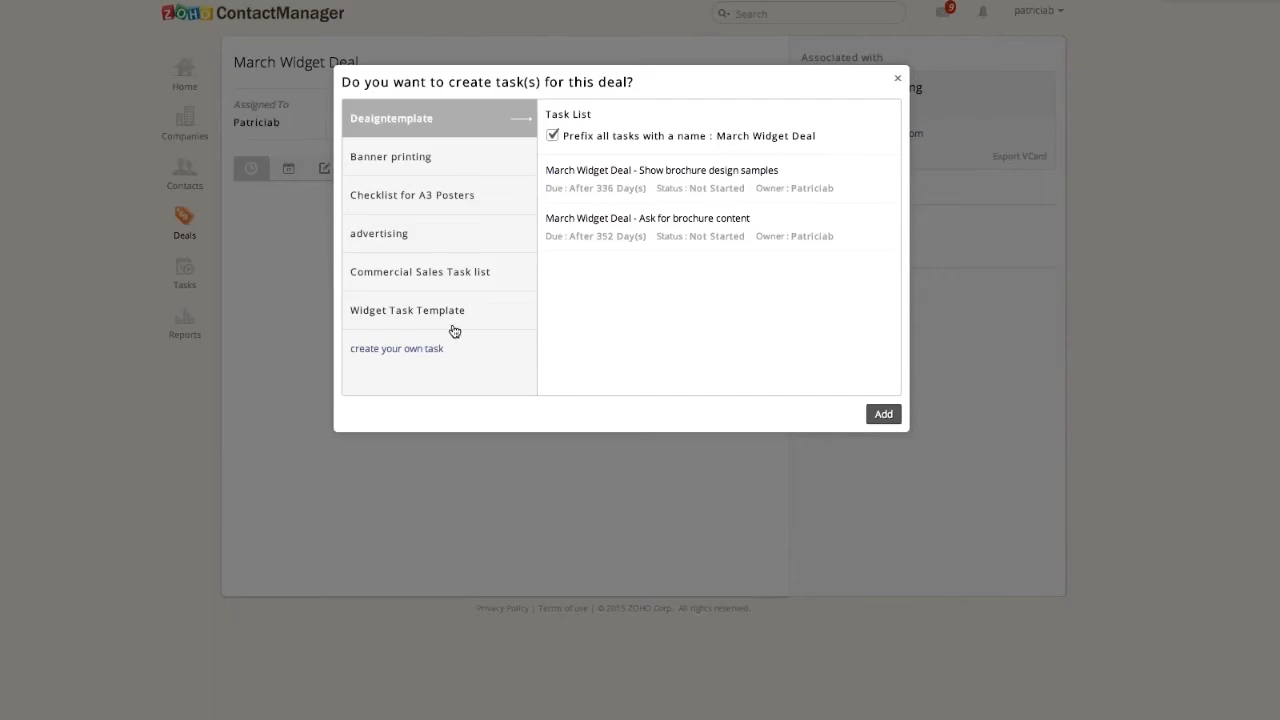 ZOHO ContactManager
Search
9
patriciab
Home
Companies
Contacts
Deals
Tasks
Reports
March Widget Deal
Assigned To
Patriciab
Associated with
ng
om
Export VCard
Do you want to create task(s) for this deal?
×
Deaigntemplate
Banner printing
Checklist for A3 Posters
advertising
Commercial Sales Task list
Widget Task Template
create your own task
Task List
Prefix all tasks with a name : March Widget Deal
March Widget Deal - Show brochure design samples
Due : After 336 Day(s) Status : Not Started Owner : Patriciab
March Widget Deal - Ask for brochure content
Due : After 352 Day(s) Status : Not Started Owner : Patriciab
Add
Privacy Policy | Terms of use | © 2015 ZOHO Corp. All rights reserved.